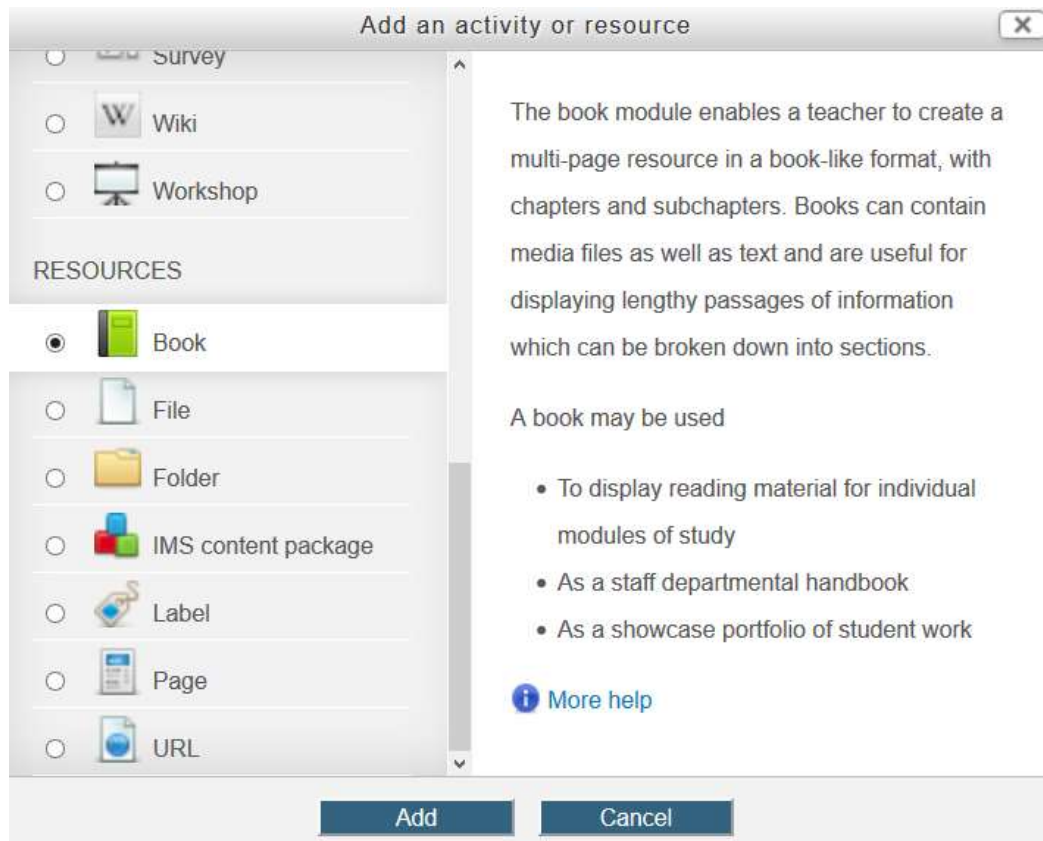 Add an activity or resource
Survey
Wiki
Workshop
RESOURCES
Book
File
Folder
IMS content package
Label
Page
URL
The book module enables a teacher to create a
multi-page resource in a book-like format, with
chapters and subchapters. Books can contain
media files as well as text and are useful for
displaying lengthy passages of information
which can be broken down into sections.
A book may be used
• To display reading material for individual
modules of study
• As a staff departmental handbook
• As a showcase portfolio of student work
More help
Add
Cancel